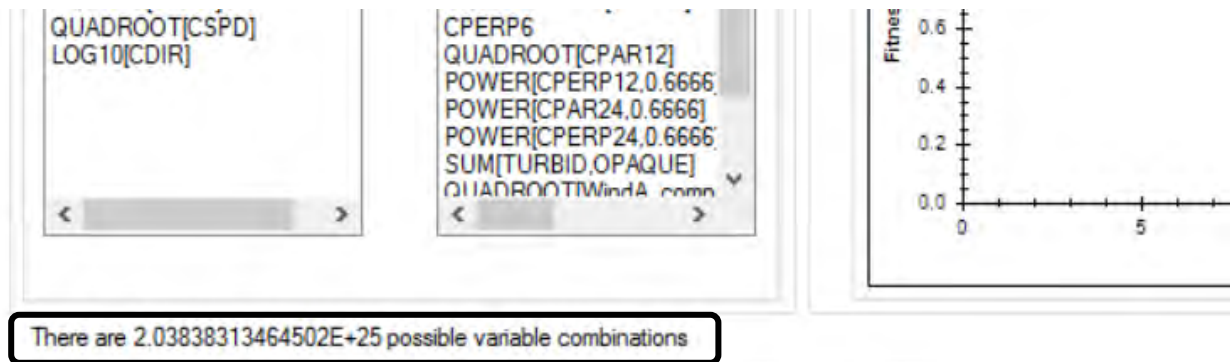 QUADROOT[CSPD]
LOG10[CDIR]
CPERP6
QUADROOT[CPAR12]
POWER[CPERP12,0.6666]
POWER[CPAR24,0.6666]
POWER[CPERP24,0.6666]
SUM[TURBID,OPAQUE]
QUADROOT[WindA_comp
Fitnes
0.6
0.4
0.2
0.0
0
5
There are 2.03838313464502E+25 possible variable combinations